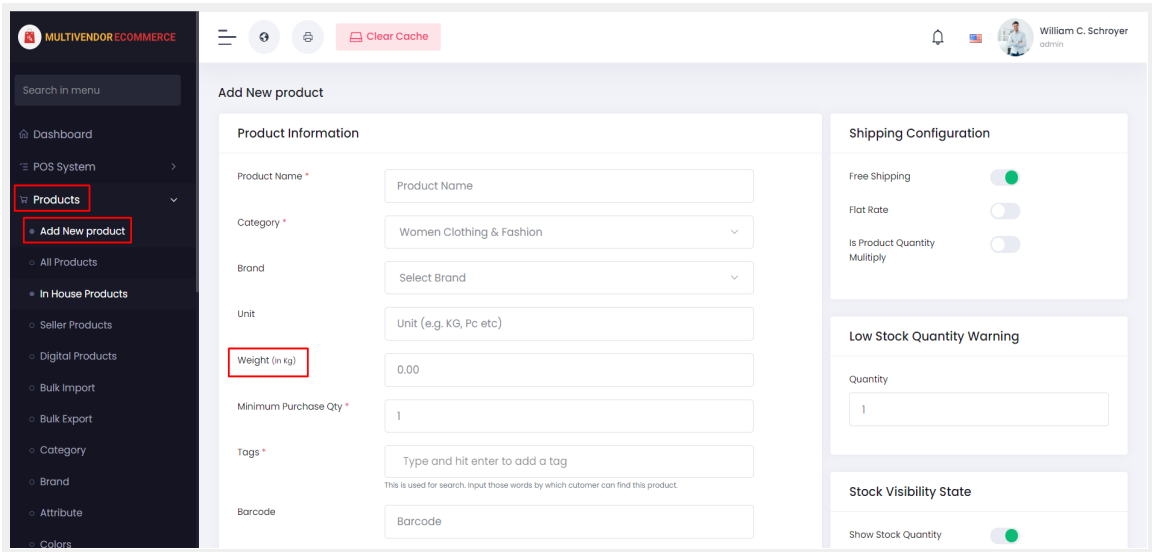 MULTIVENDOR ECOMMERCE
Clear Cache
William C. Schroyer
admin
Search in menu
Dashboard
POS System
Products
Add New product
All Products
In House Products
Seller Products
Digital Products
Bulk Import
Bulk Export
Category
Brand
Attribute
Colors
Add New product
Product Information
Product Name *
Product Name
Category *
Women Clothing & Fashion
Brand
Select Brand
Unit
Unit (e.g. KG, Pc etc)
Weight (In Kg)
0.00
Minimum Purchase Qty *
1
Tags *
Type and hit enter to add a tag
This is used for search. Input those words by which cutomer can find this product.
Barcode
Barcode
Shipping Configuration
Free Shipping
Flat Rate
Is Product Quantity
Mulitiply
Low Stock Quantity Warning
Quantity
1
Stock Visibility State
Show Stock Quantity